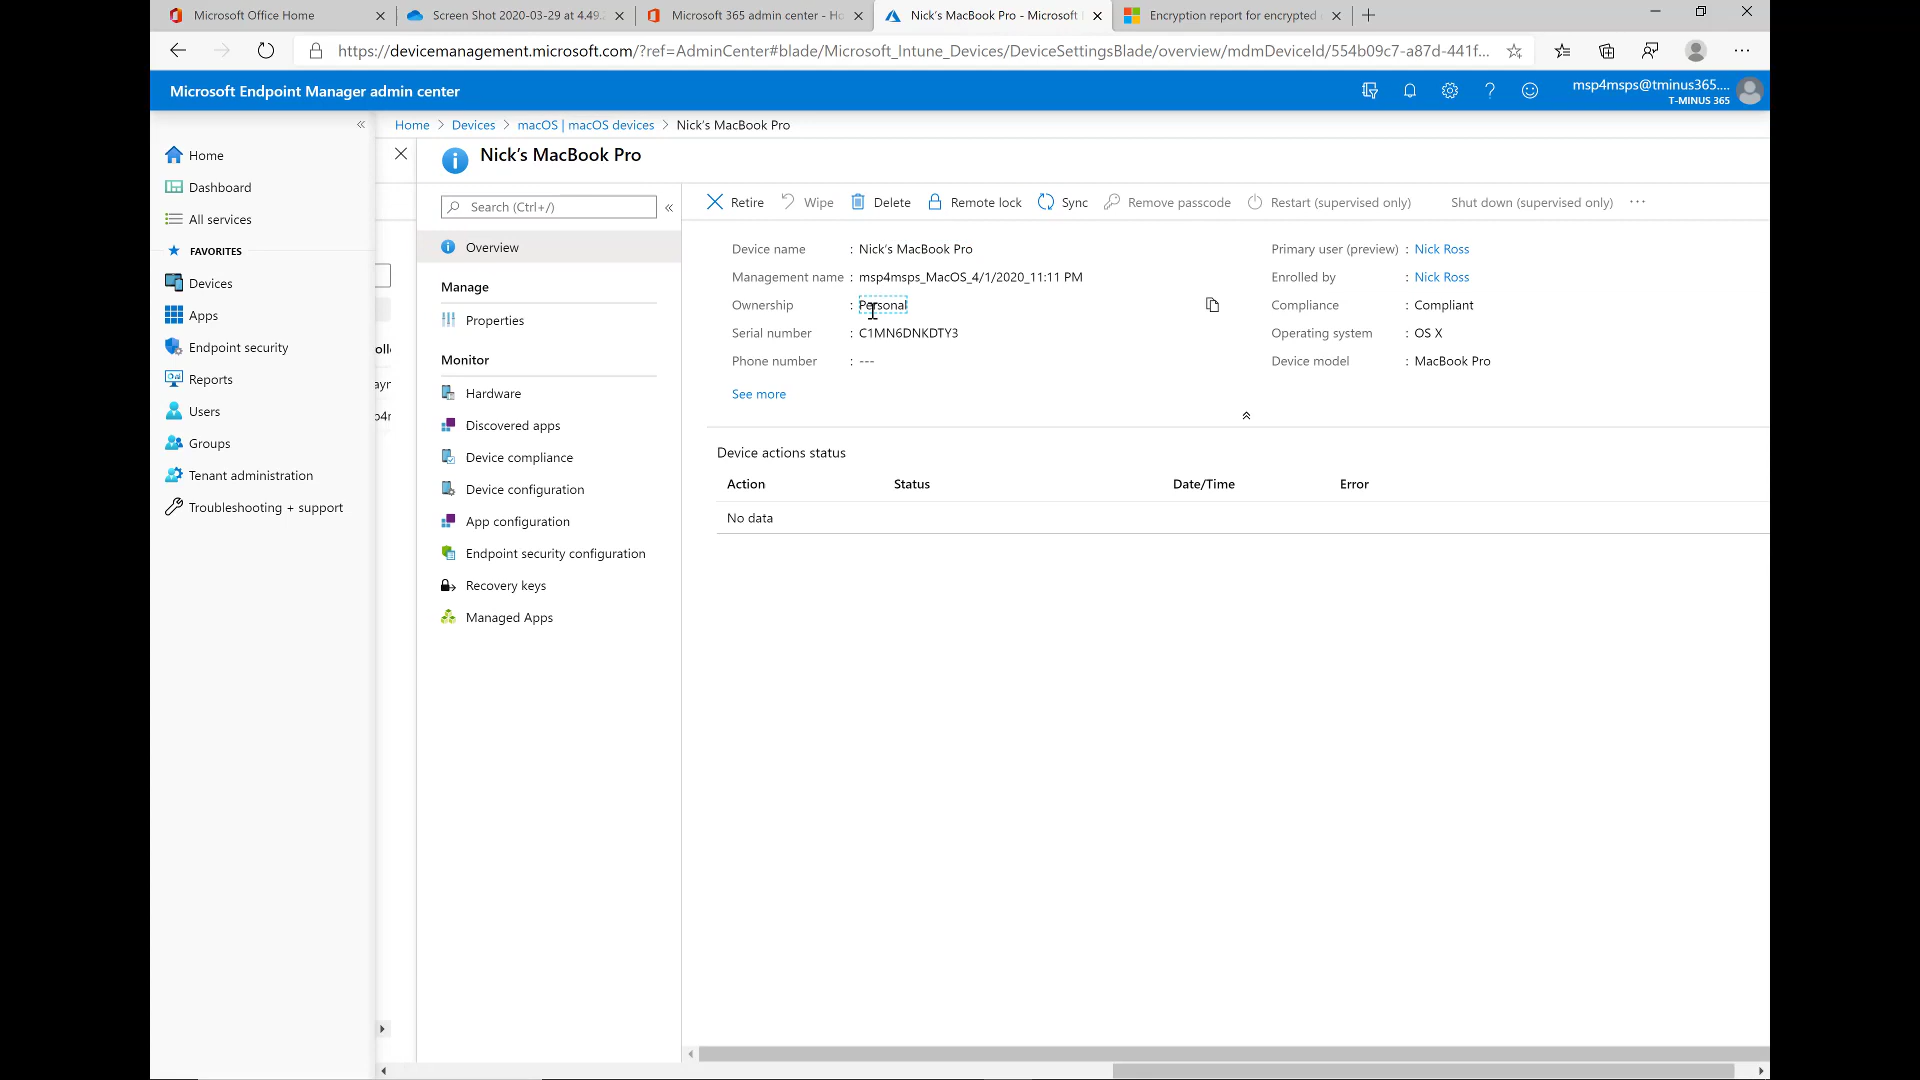 Microsoft Office Home
Screen Shot 2020-03-29 at 4.49.
Microsoft 365 admin center - Ho
Nick's MacBook Pro - Microsoft
Encryption report for encrypted
https://devicemanagement.microsoft.com/?ref=AdminCenter#blade/Microsoft_Intune_Devices/DeviceSettingsBlade/overview/mdmDeviceId/554b09c7-a87d-441f...
Microsoft Endpoint Manager admin center
msp4msps@tminus365....
T-MINUS 365
Home > Devices > macOS | macOS devices > Nick's MacBook Pro
Home
Dashboard
All services
FAVORITES
Devices
Apps
Endpoint security
Reports
Users
Groups
Tenant administration
Troubleshooting + support
Nick's MacBook Pro
Search (Ctrl+/)
Overview
Manage
Properties
Monitor
Hardware
Discovered apps
Device compliance
Device configuration
App configuration
Endpoint security configuration
Recovery keys
Managed Apps
Retire Wipe Delete Remote lock Sync Remove passcode Restart (supervised only) Shut down (supervised only) ...
Device name : Nick's MacBook Pro
Management name : msp4msps_MacOS_4/1/2020_11:11 PM
Ownership : Personal
Serial number : C1MN6DNKDTY3
Phone number : ---
See more
Primary user (preview) : Nick Ross
Enrolled by : Nick Ross
Compliance : Compliant
Operating system : OS X
Device model : MacBook Pro
Device actions status
Action Status Date/Time Error
No data